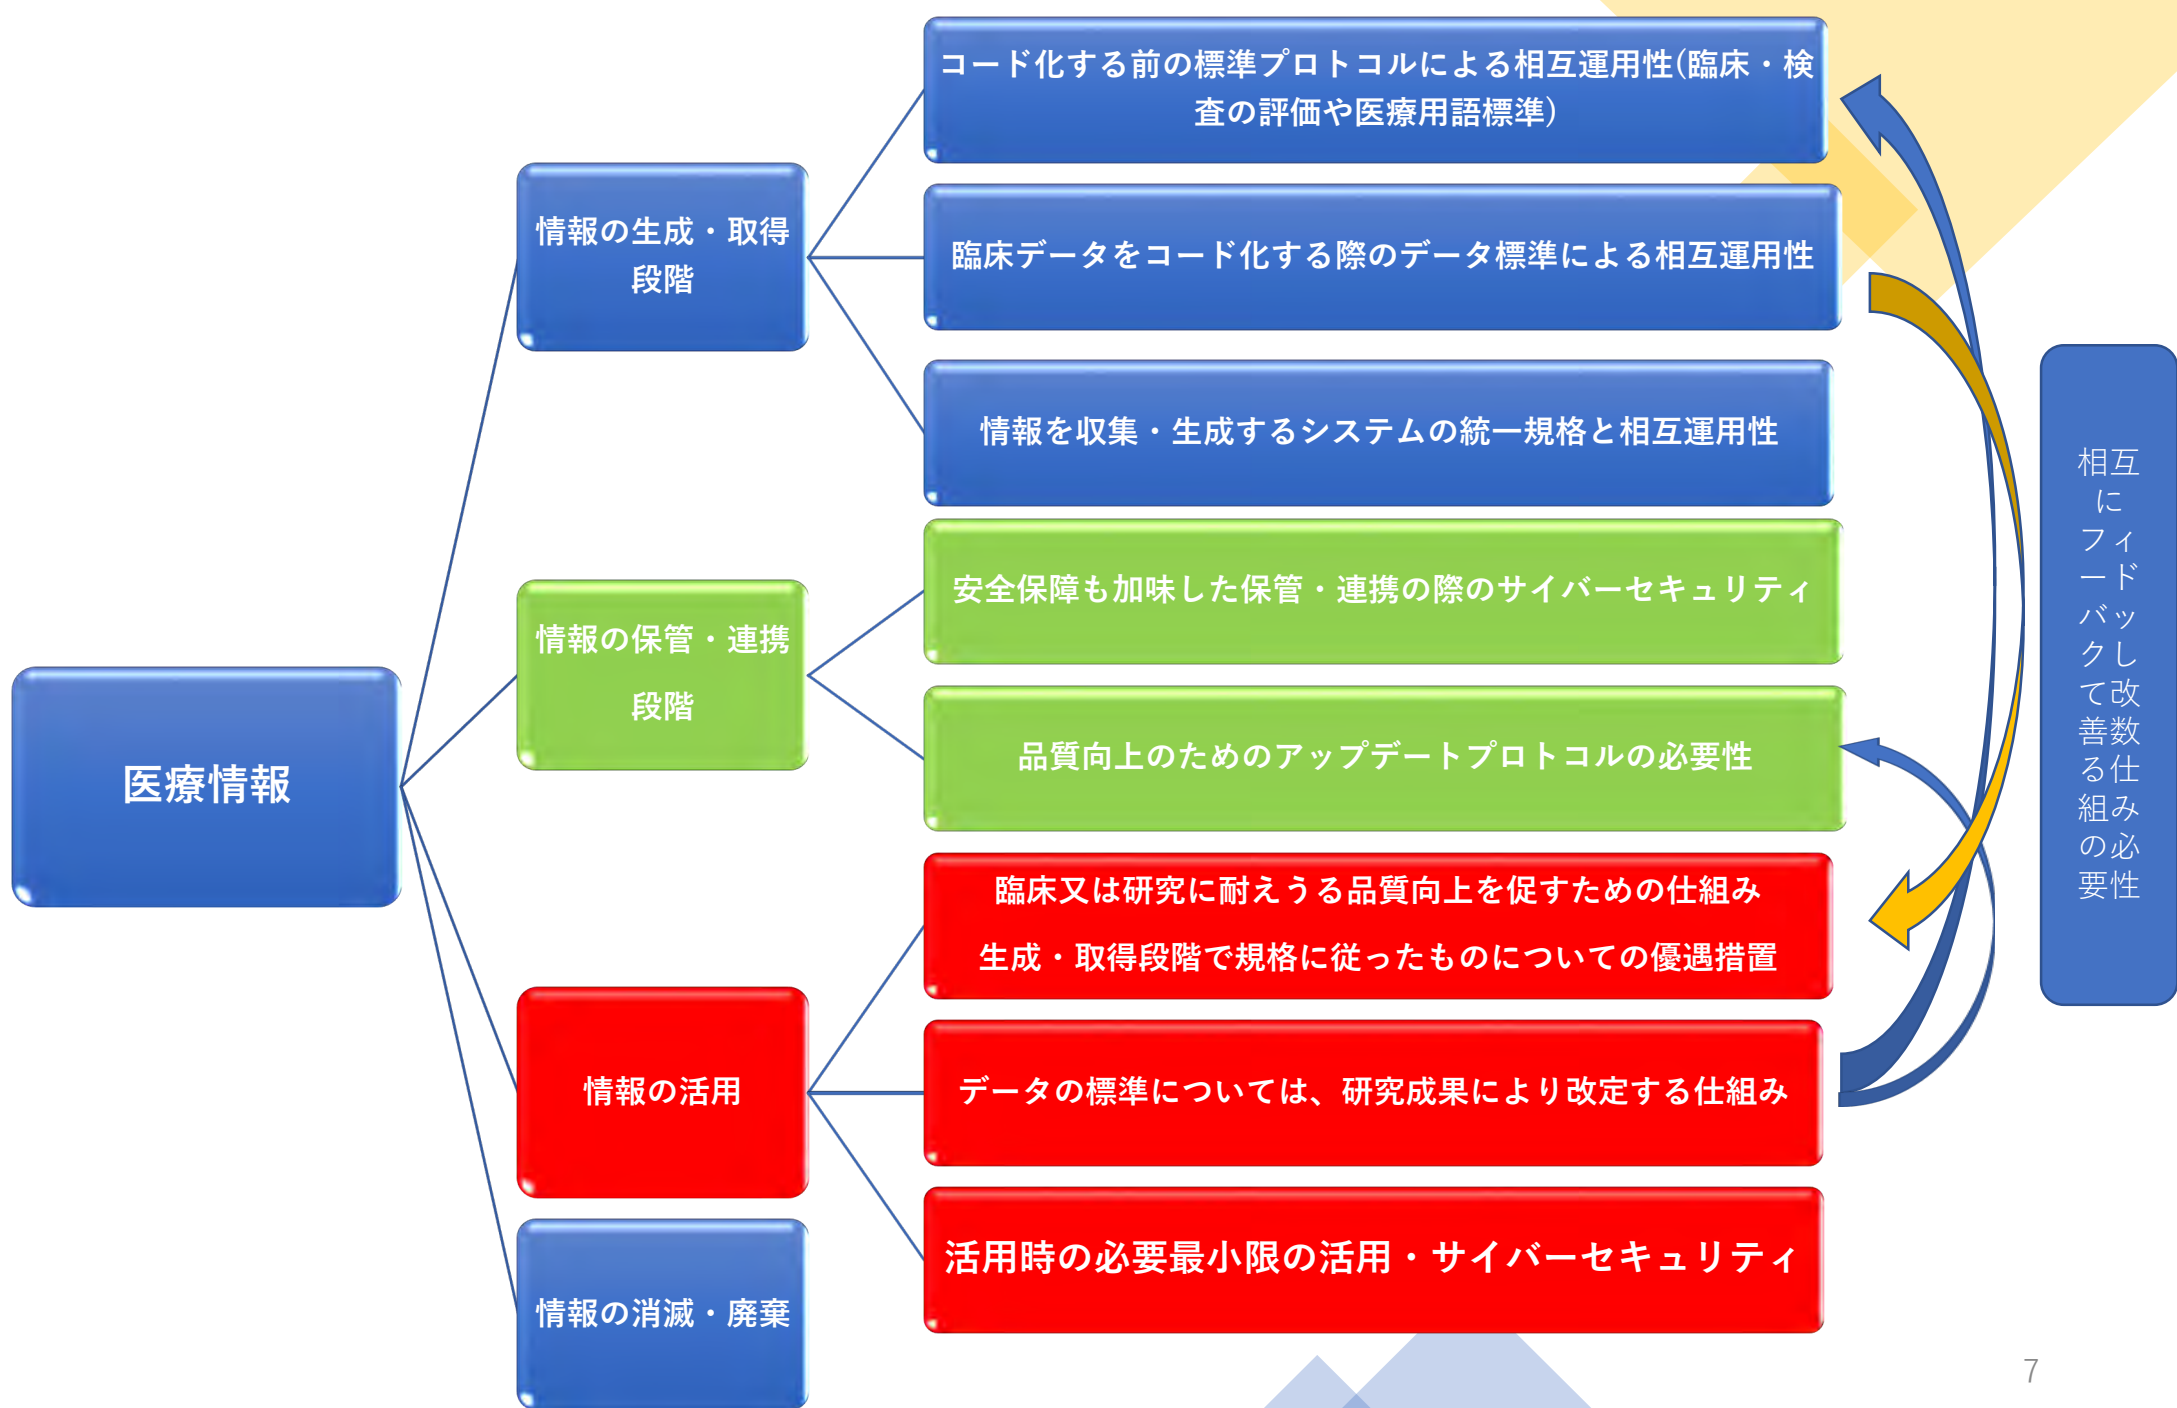 医療情報
情報の生成・取得
段階
コード化する前の標準プロトコルによる相互運用性(臨床・検
査の評価や医療用語標準)
臨床データをコード化する際のデータ標準による相互運用性
情報を収集・生成するシステムの統一規格と相互運用性
情報の保管・連携
段階
安全保障も加味した保管・連携の際のサイバーセキュリティ
品質向上のためのアップデートプロトコルの必要性
情報の活用
臨床又は研究に耐えうる品質向上を促すための仕組み
生成・取得段階で規格に従ったものについての優遇措置
データの標準については、研究成果により改定する仕組み
活用時の必要最小限の活用・サイバーセキュリティ
情報の消滅・廃棄
相互
に
フィ
ード
バッ
クし
て改
善数
る仕
組み
の必
要性
7